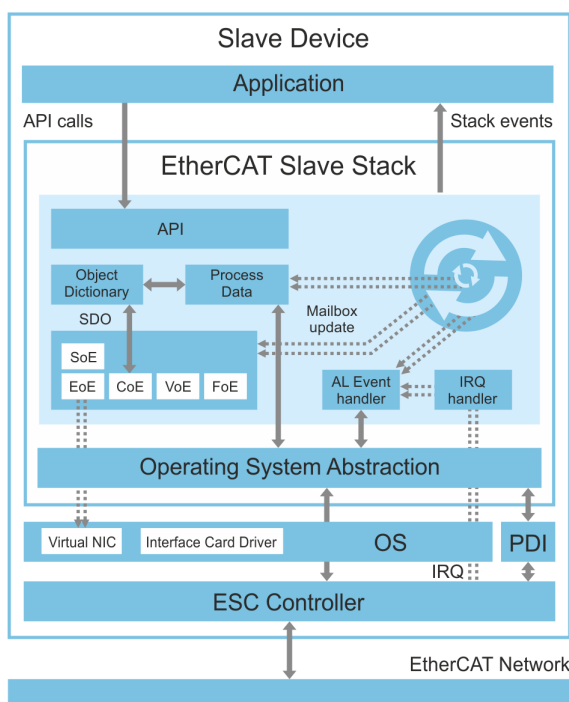 Slave Device
Application
API calls
Stack events
EtherCAT Slave Stack
API
Object
Dictionary
Process
Data
SDO
Mailbox
update
SoE
EoE
CoE
VoE
FoE
AL Event
handler
IRQ
handler
Operating System Abstraction
Virtual NIC
Interface Card Driver
OS
PDI
IRQ
ESC Controller
EtherCAT Network